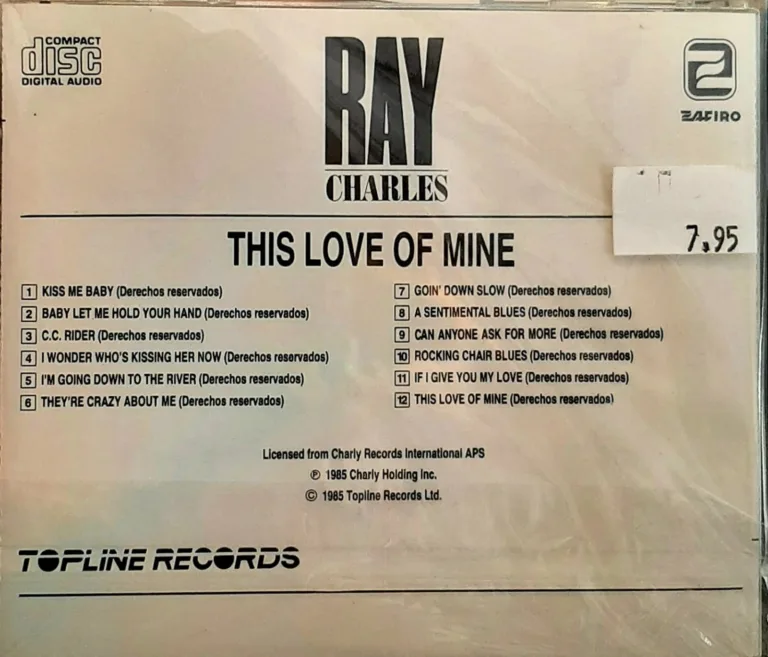 COMPACT
disc
DIGITAL AUDIO
RAY
CHARLES
ZAFIRO
7.95
THIS LOVE OF MINE
1 KISS ME BABY (Derechos reservados)
2 BABY LET ME HOLD YOUR HAND (Derechos reservados)
3 C.C. RIDER (Derechos reservados)
4 I WONDER WHO'S KISSING HER NOW (Derechos reservados)
5 I'M GOING DOWN TO THE RIVER (Derechos reservados)
6 THEY'RE CRAZY ABOUT ME (Derechos reservados)
7 GOIN' DOWN SLOW (Derechos reservados)
8 A SENTIMENTAL BLUES (Derechos reservados)
9 CAN ANYONE ASK FOR MORE (Derechos reservados)
10 ROCKING CHAIR BLUES (Derechos reservados)
11 IF I GIVE YOU MY LOVE (Derechos reservados)
12 THIS LOVE OF MINE (Derechos reservados)
Licensed from Charly Records International APS
℗ 1985 Charly Holding Inc.
© 1985 Topline Records Ltd.
TOPLINE RECORDS